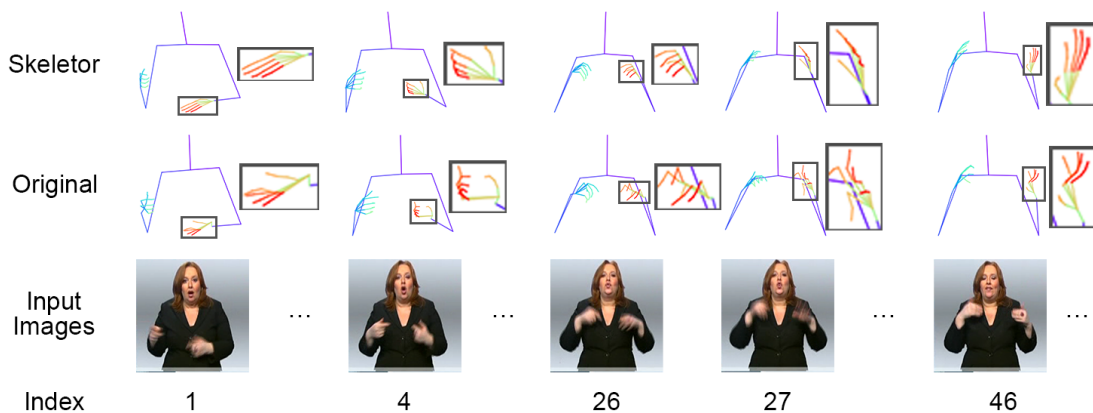 Skeletor
Original
Input
Images
... ... ... ...
Index 1 4 26 27 46